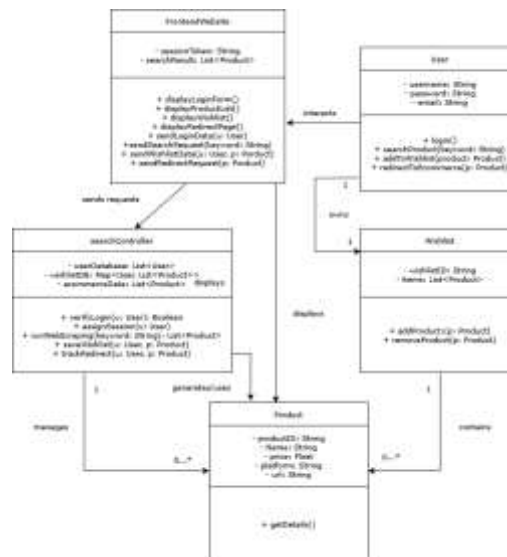 FrontendWebsite
- sessionToken: String
- searchResult: List<Product>
+ displayLoginForm()
+ displayProductList()
+ displayWishlist()
+ displayRedirectPage()
+ sendLoginData(u: User)
+sendSearchRequest(keyword: String)
+ sendWishlistData(u: User, p: Product)
+ sendRedirectRequest(p: Product)
User
- username: String
- password: String
- email: String
+ login()
+ searchProduct(keyword: String)
+ addToWishlist(product: Product)
+ redirectToEcommerce(p: Product)
interacts
sends requests
1
owns
1
searchController
- userDatabase: List<User>
- wishlistDB: Map<User, List<Product>>
- ecommerceData: List<Product>
displays
+ verifyLogin(u: User): Boolean
+ assignSession(u: User)
+ runWebScraping(keyword: String): List<Product>
+ saveWishlist(u: User, p: Product)
+ trackRedirect(u: User, p: Product)
Wishlist
- wishlistID: String
- items: List<Product>
+ addProduct(p: Product)
+ removeProduct(p: Product)
displays
generates/uses
1
1
manages
contains
0...*
0...*
Product
- productID: String
- name: String
- price: Float
- platform: String
- url: String
+ getDetails()